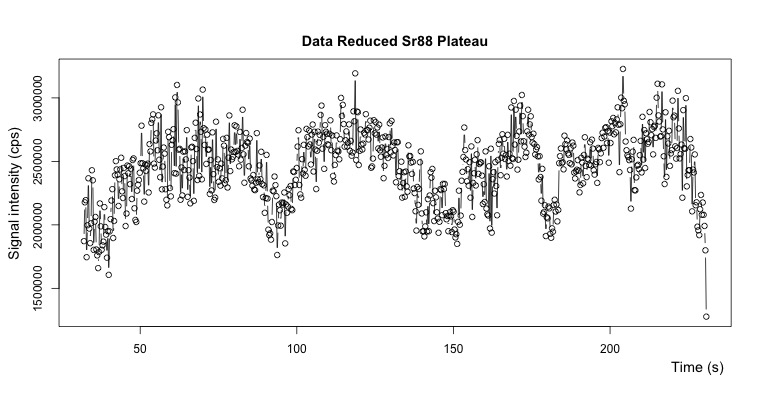 Data Reduced Sr88 Plateau
Signal intensity (cps)
3000000
2500000
2000000
1500000
50 100 150 200
Time (s)